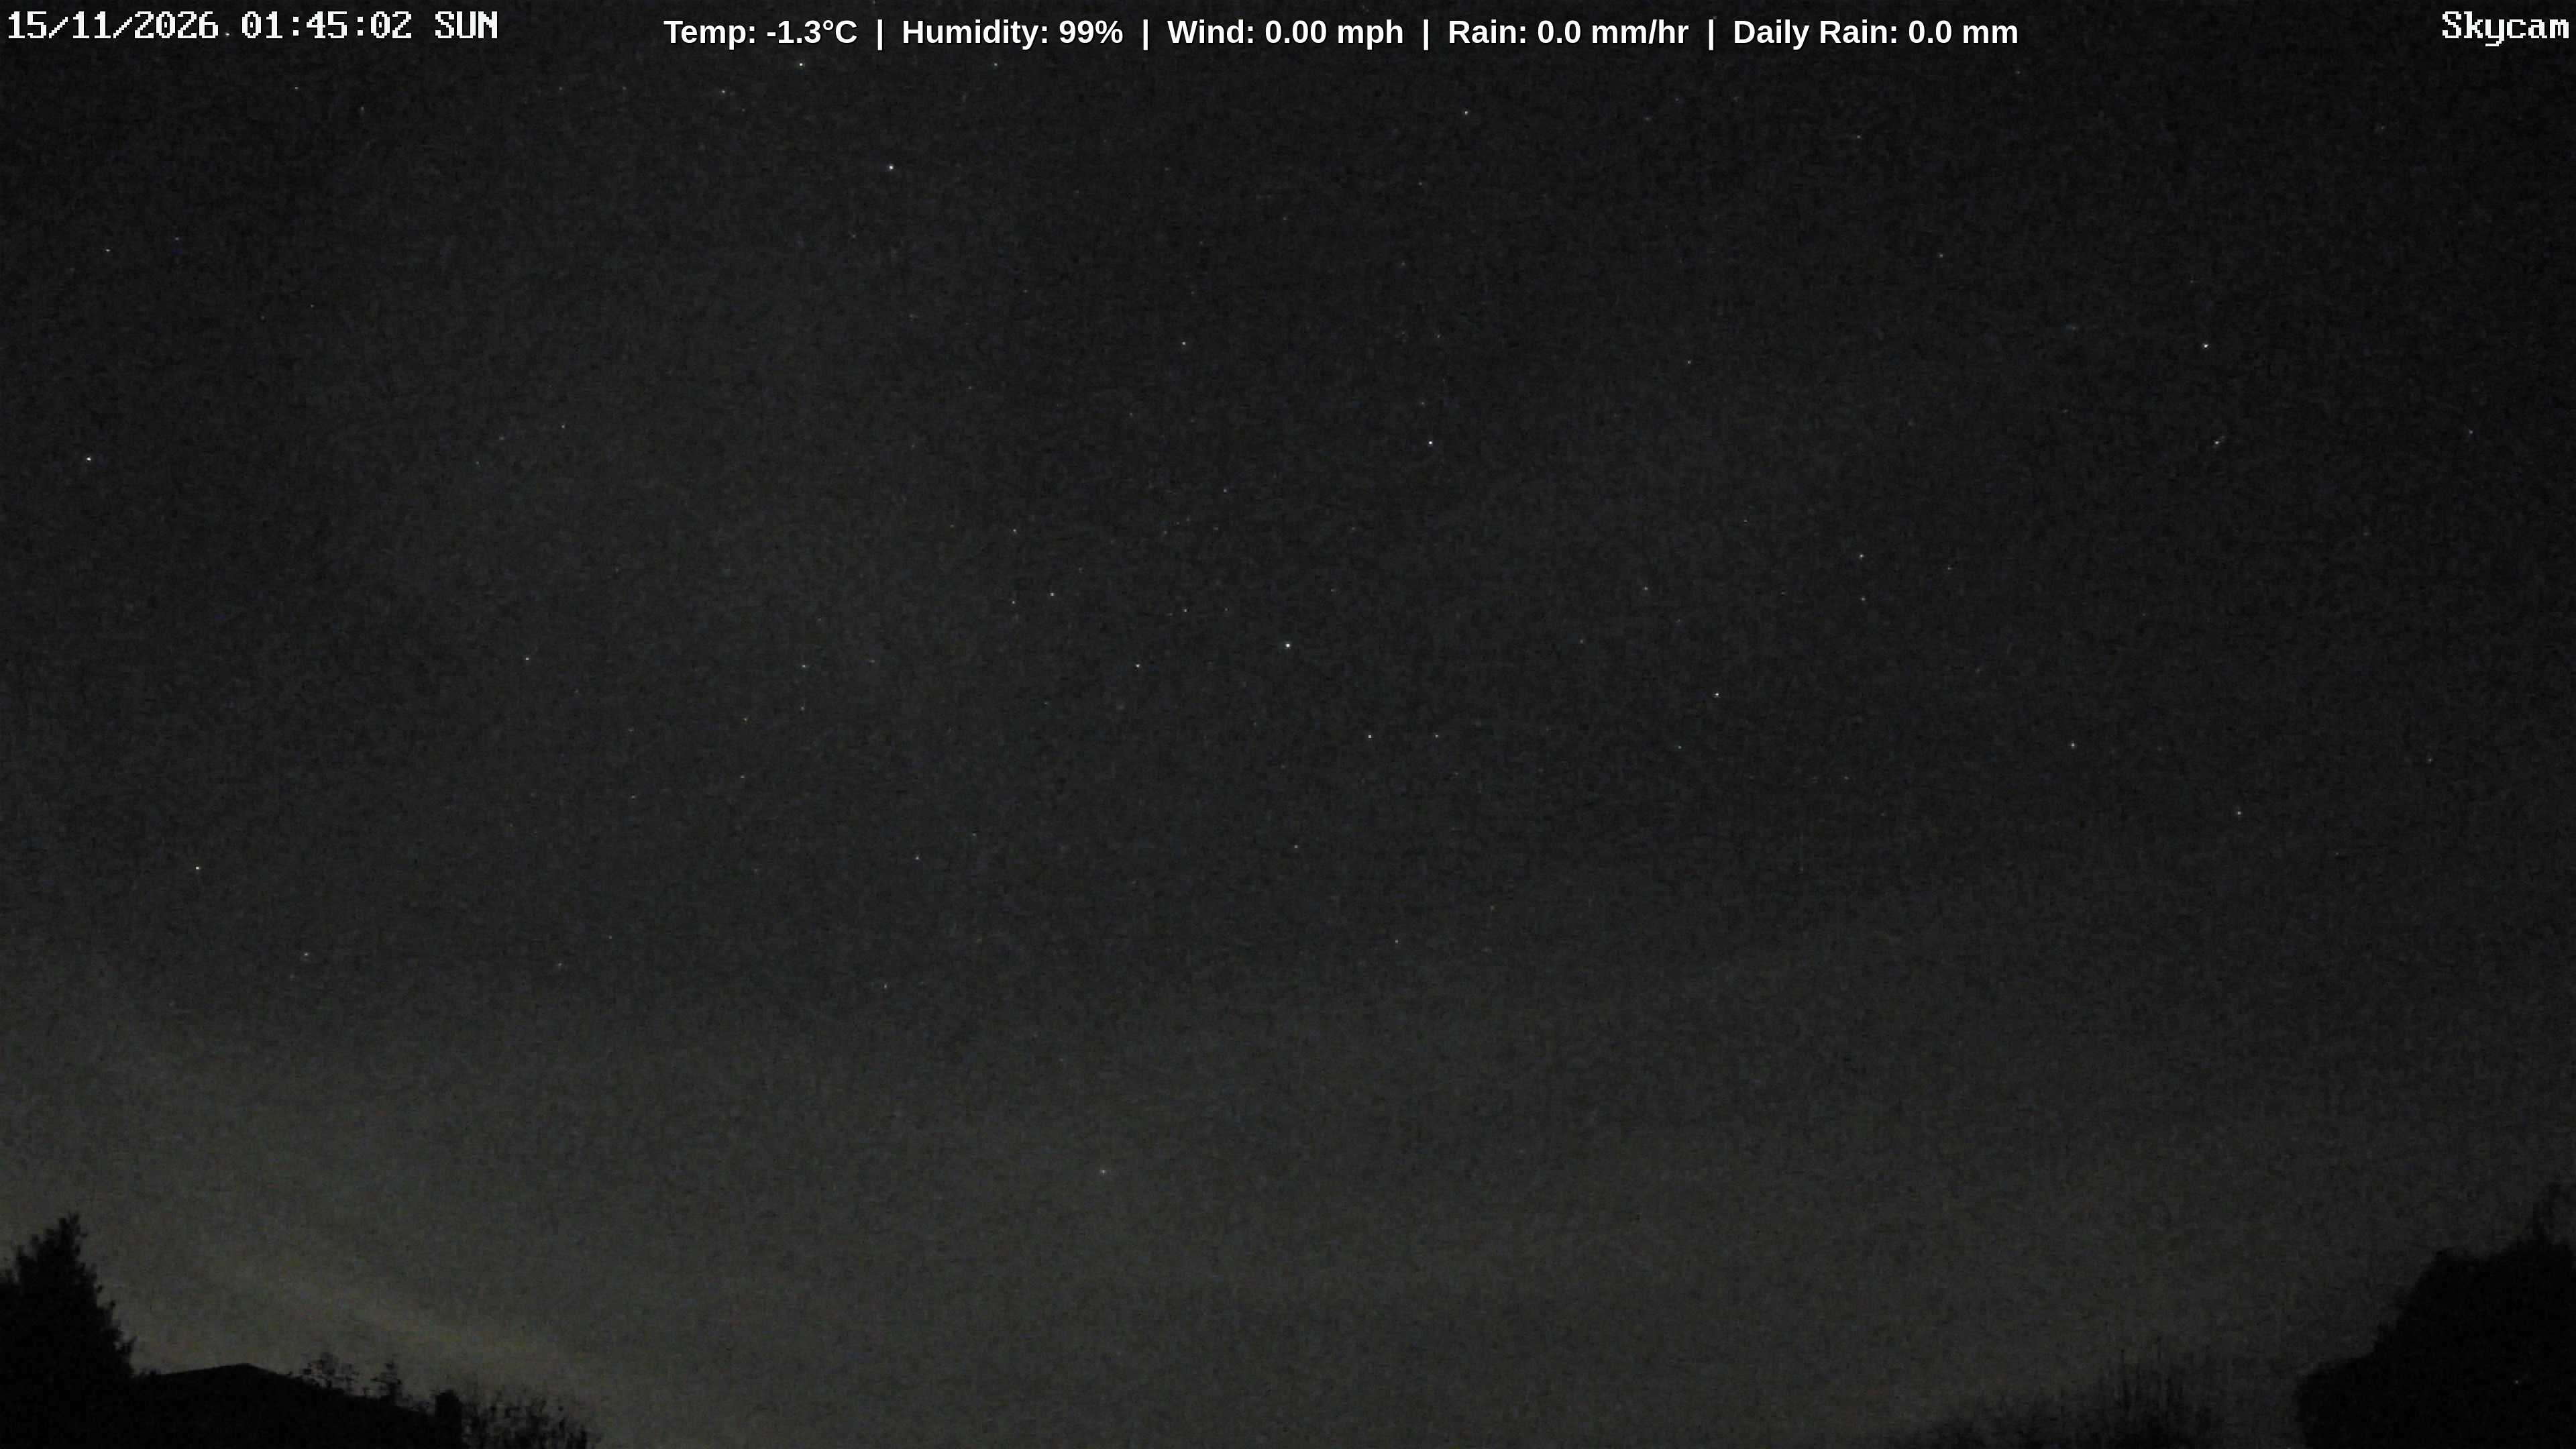 15/11/2026 01:45:02 SUN
Temp: -1.3°C | Humidity: 99% | Wind: 0.00 mph | Rain: 0.0 mm/hr | Daily Rain: 0.0 mm
Skycam